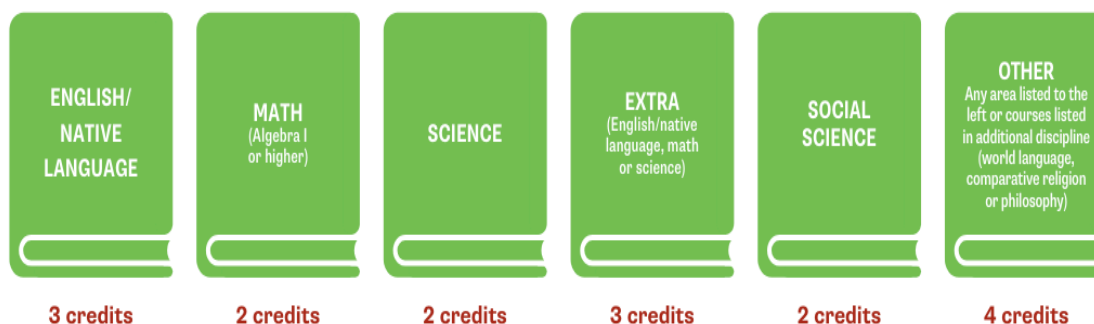 ENGLISH/
NATIVE
LANGUAGE
3 credits
MATH
(Algebra I
or higher)
2 credits
SCIENCE
2 credits
EXTRA
(English/native
language, math
or science)
3 credits
SOCIAL
SCIENCE
2 credits
OTHER
Any area listed to the
left or courses listed
in additional discipline
(world language,
comparative religion
or philosophy)
4 credits